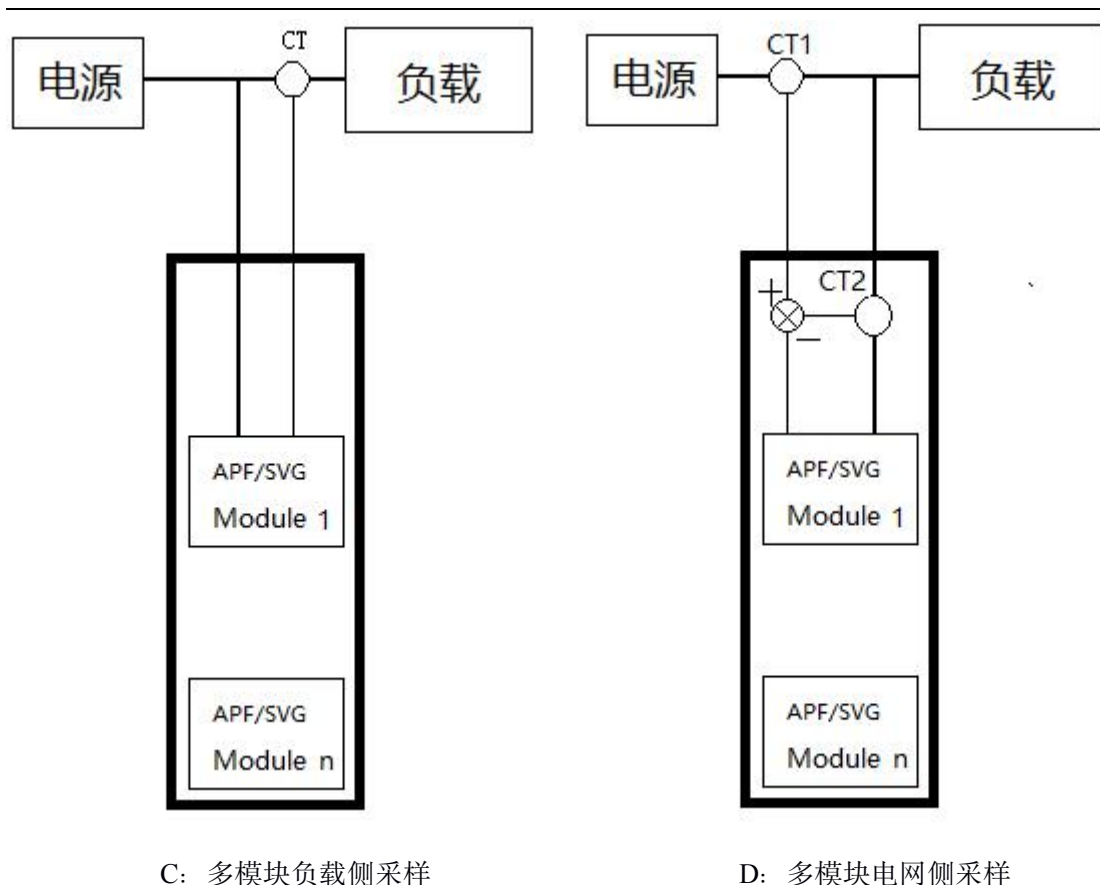 电源
CT
负载
APF/SVG
Module 1
APF/SVG
Module n
C：多模块负载侧采样
电源
CT1
负载
+
CT2
—
APF/SVG
Module 1
APF/SVG
Module n
D：多模块电网侧采样